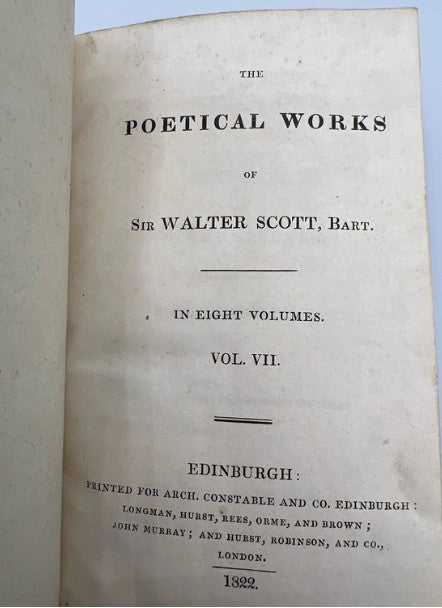 THE
POETICAL WORKS
OF
SIR WALTER SCOTT, BART.
IN EIGHT VOLUMES.
VOL. VII.
EDINBURGH:
PRINTED FOR ARCH. CONSTABLE AND CO. EDINBURGH:
LONGMAN, HURST, REES, ORME, AND BROWN;
JOHN MURRAY; AND HURST, ROBINSON, AND CO.,
LONDON.
1822.